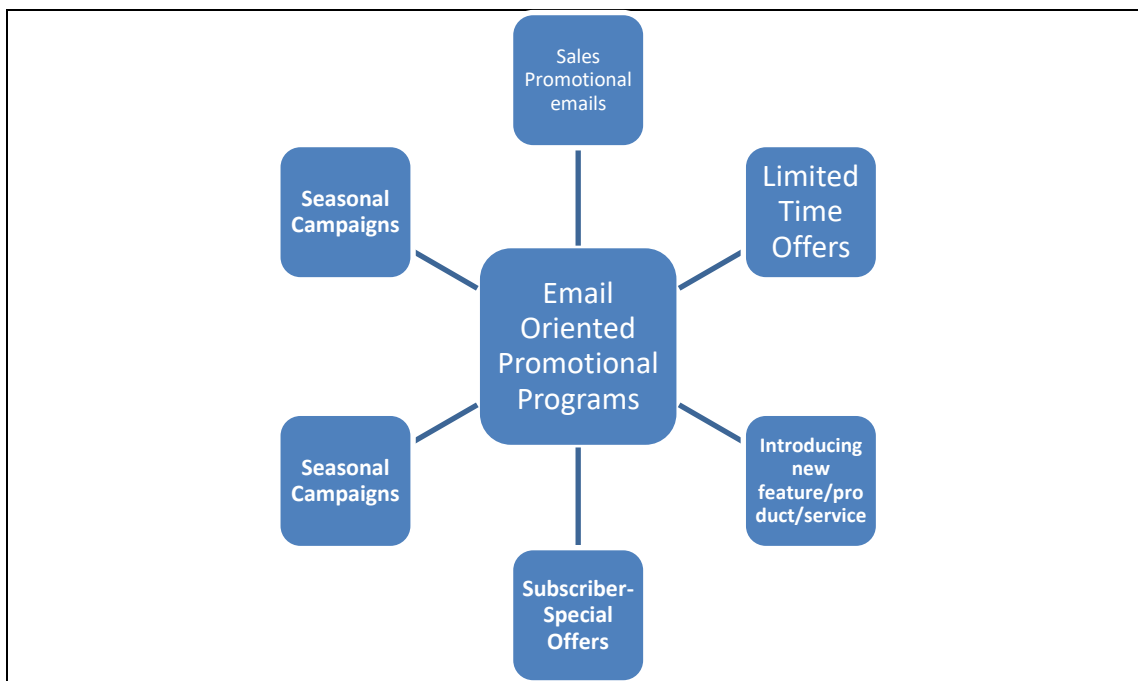 Sales
Promotional
emails
Limited
Time
Offers
Introducing
new
feature/pro
duct/service
Subscriber-
Special
Offers
Seasonal
Campaigns
Seasonal
Campaigns
Email
Oriented
Promotional
Programs